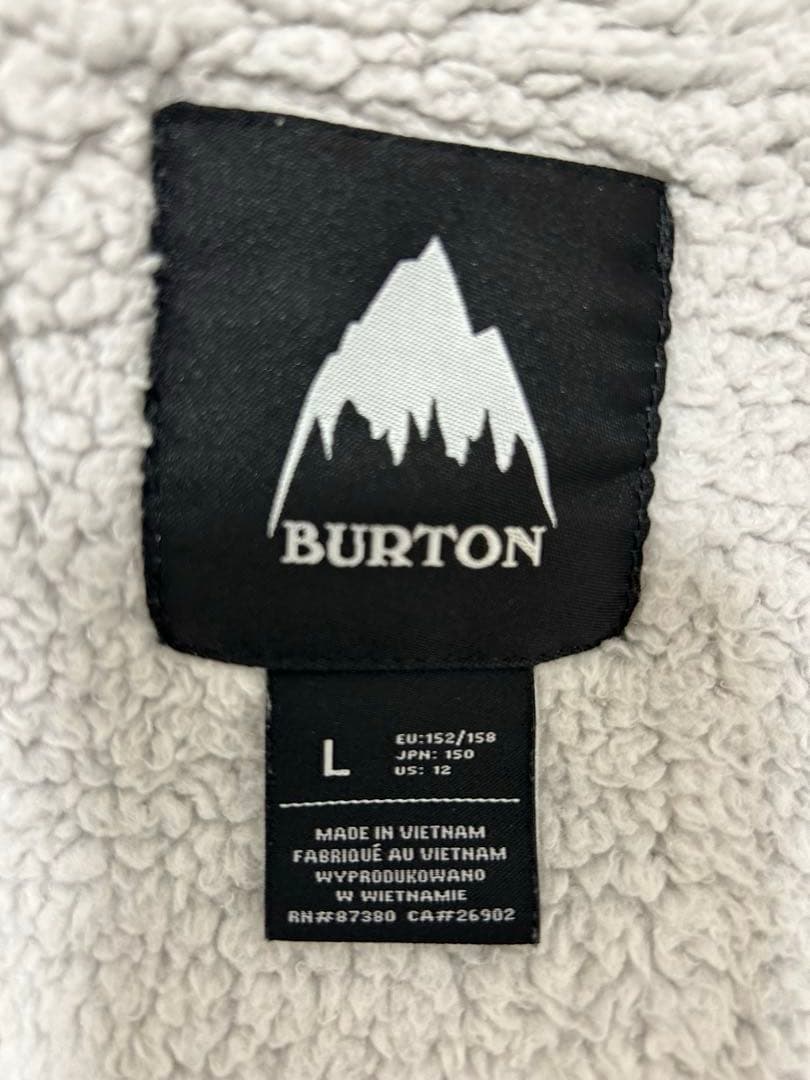 BURTON
L
EU:152/158
JPN: 150
US: 12
MADE IN VIETNAM
FABRIQUÉ AU VIETNAM
WYPRODUKOWANO
W WIETNAMIE
RN#87380 CA#26902